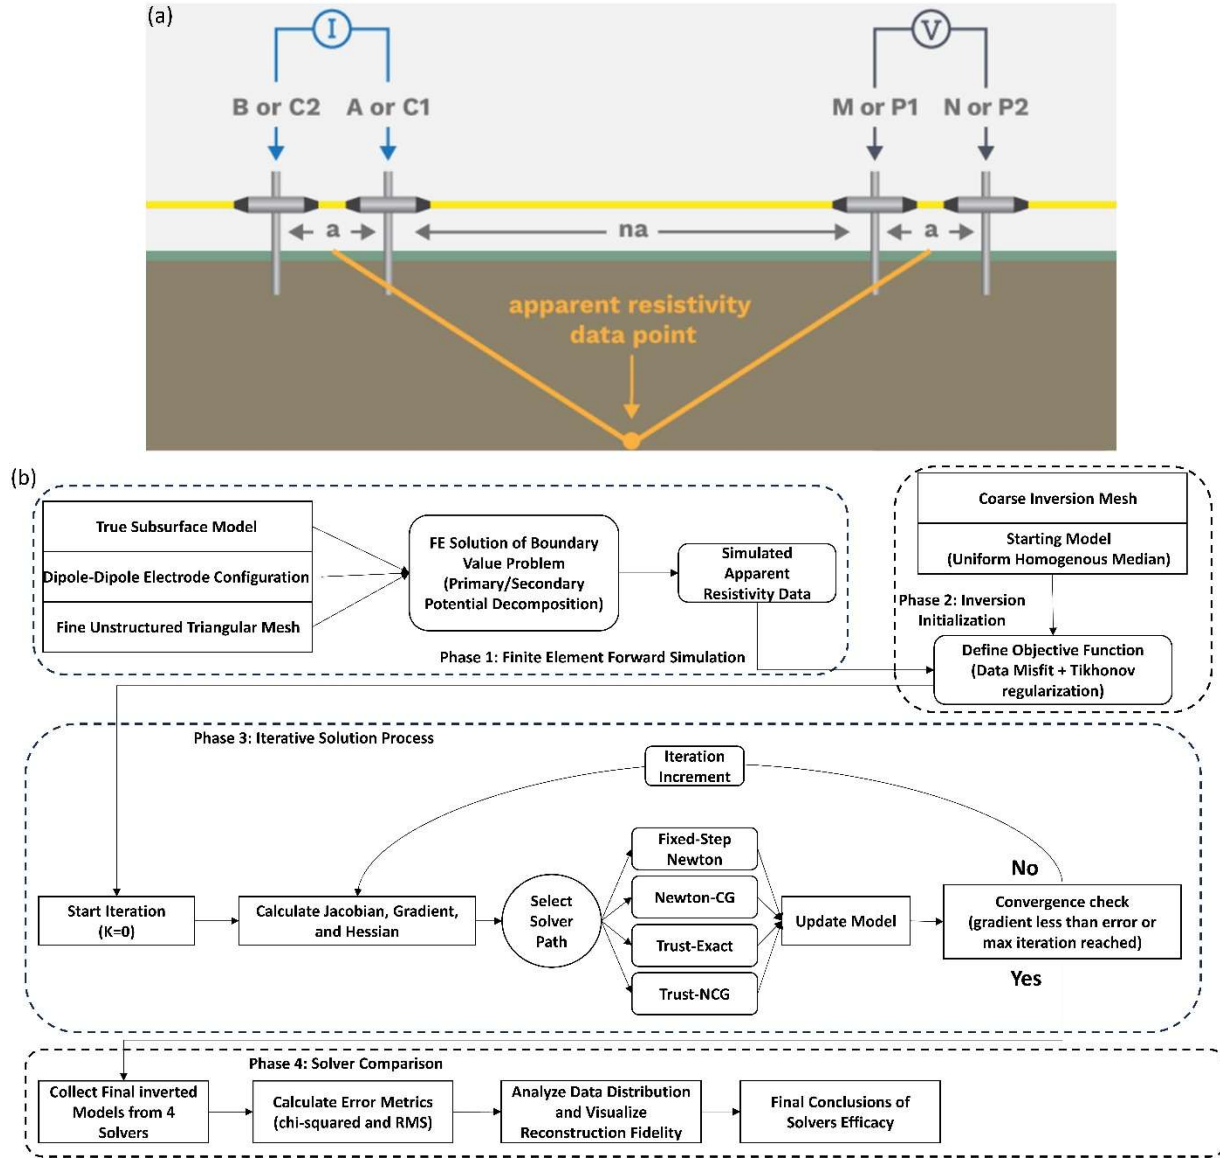 (a)
I
V
B or C2
A or C1
M or P1
N or P2
a
na
a
apparent resistivity
data point
(b)
True Subsurface Model
Dipole-Dipole Electrode Configuration
Fine Unstructured Triangular Mesh
FE Solution of Boundary
Value Problem
(Primary/Secondary
Potential Decomposition)
Simulated
Apparent
Resistivity Data
Phase 1: Finite Element Forward Simulation
Coarse Inversion Mesh
Starting Model
(Uniform Homogenous Median)
Phase 2: Inversion
Initialization
Define Objective Function
(Data Misfit + Tikhonov
regularization)
Phase 3: Iterative Solution Process
Iteration
Increment
Start Iteration
(K=0)
Calculate Jacobian, Gradient,
and Hessian
Select
Solver
Path
Fixed-Step
Newton
Newton-CG
Trust-Exact
Trust-NCG
Update Model
No
Convergence check
(gradient less than error or
max iteration reached)
Yes
Phase 4: Solver Comparison
Collect Final inverted
Models from 4
Solvers
Calculate Error Metrics
(chi-squared and RMS)
Analyze Data Distribution
and Visualize
Reconstruction Fidelity
Final Conclusions of
Solvers Efficacy